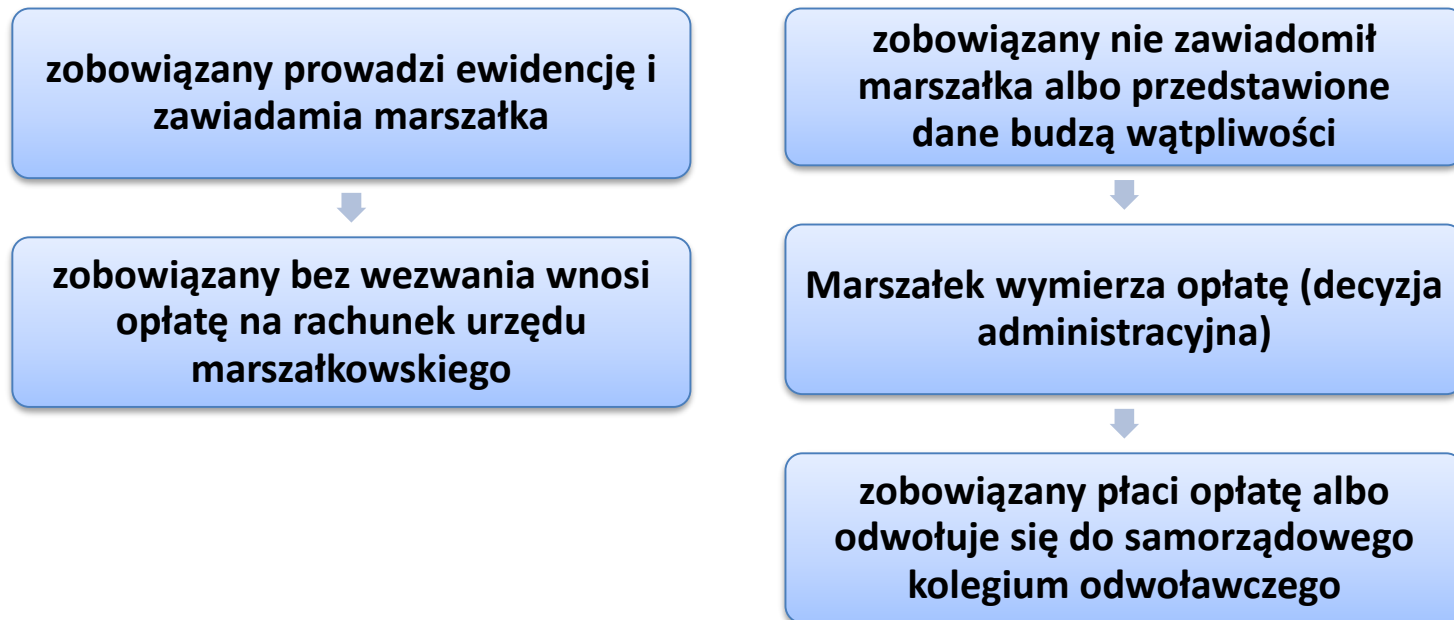 zobowiązany prowadzi ewidencję i
zawiadamia marszałka
zobowiązany bez wezwania wnosi
opłatę na rachunek urzędu
marszałkowskiego
zobowiązany nie zawiadomił
marszałka albo przedstawione
dane budzą wątpliwości
Marszałek wymierza opłatę (decyzja
administracyjna)
zobowiązany płaci opłatę albo
odwołuje się do samorządowego
kolegium odwoławczego